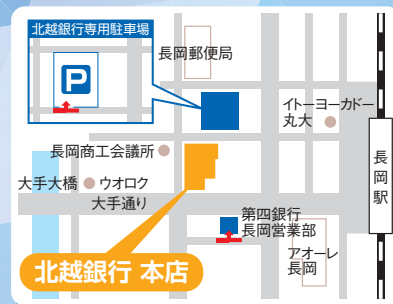 北越銀行専用駐車場
P
長岡郵便局
イトーヨーカドー
丸大
長岡商工会議所
大手大橋
ウオロク
大手通り
長岡駅
第四銀行
長岡営業部
アオーレ
長岡
北越銀行 本店